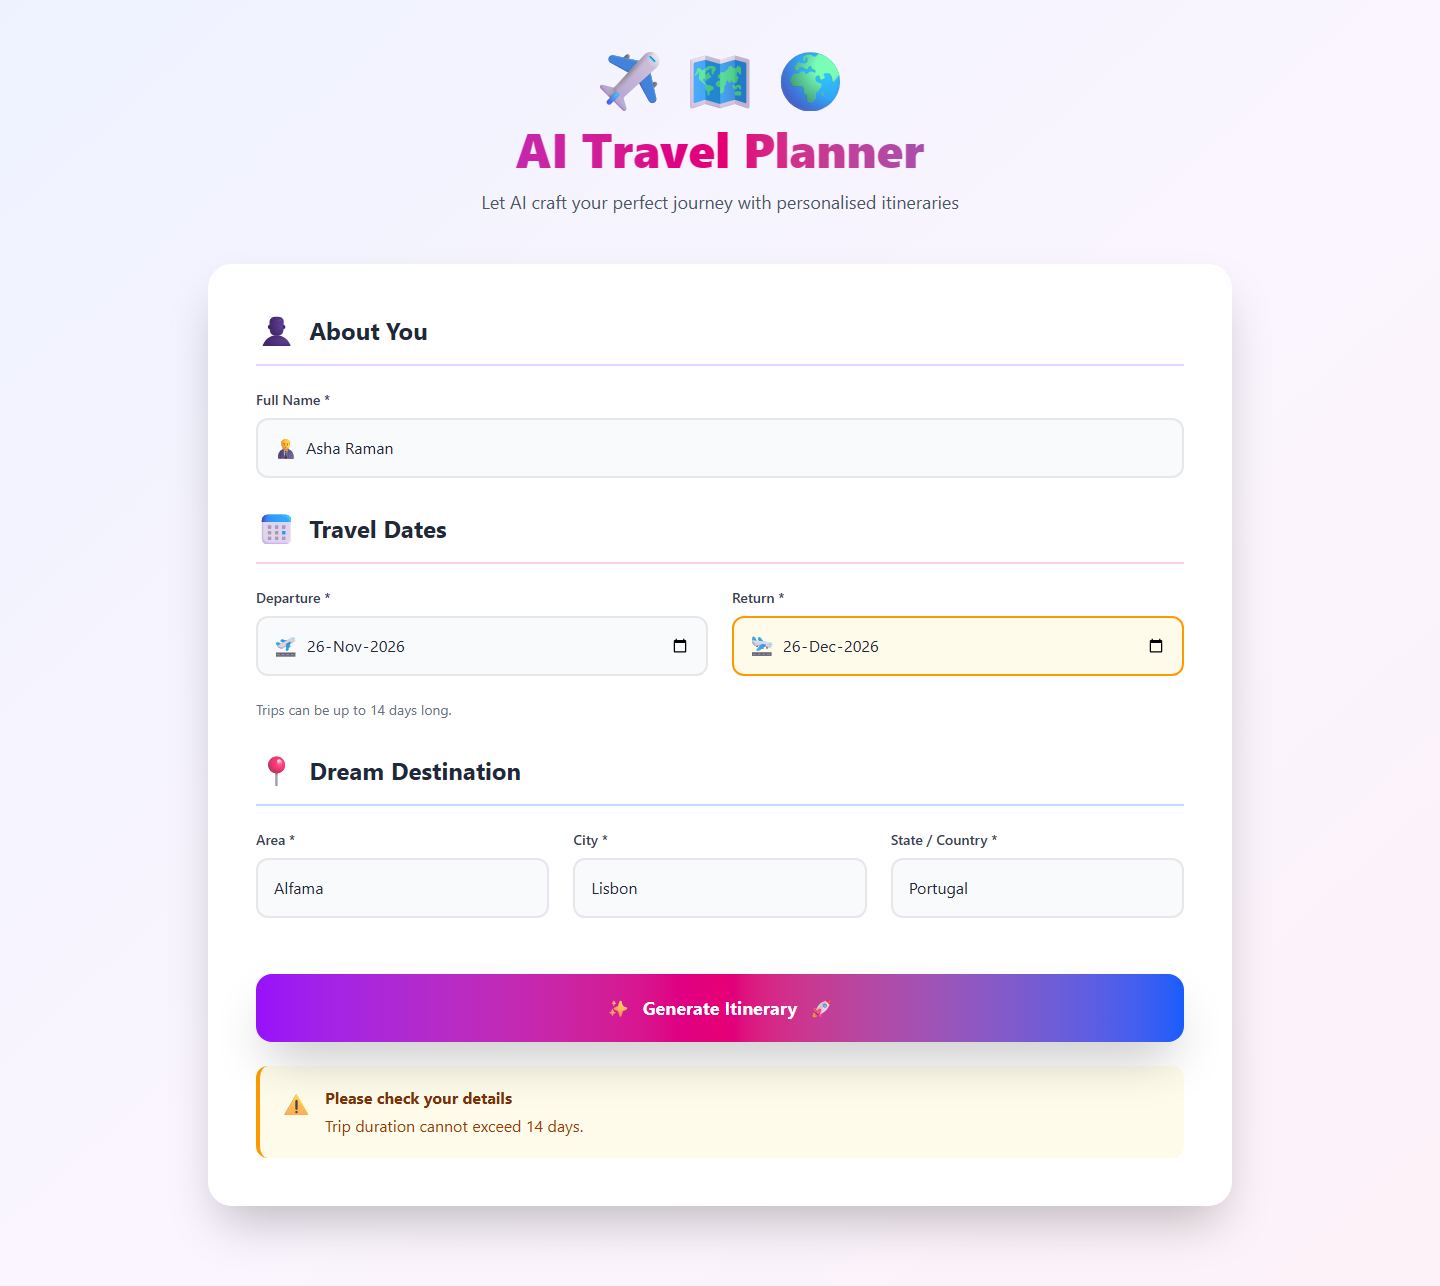 AI Travel Planner
Let AI craft your perfect journey with personalised itineraries
About You
Full Name *
Asha Raman
Travel Dates
Departure *
Return *
26-Nov-2026
26-Dec-2026
Trips can be up to 14 days long.
Dream Destination
Area *
City *
State / Country *
Alfama
Lisbon
Portugal
Generate Itinerary
Please check your details
Trip duration cannot exceed 14 days.